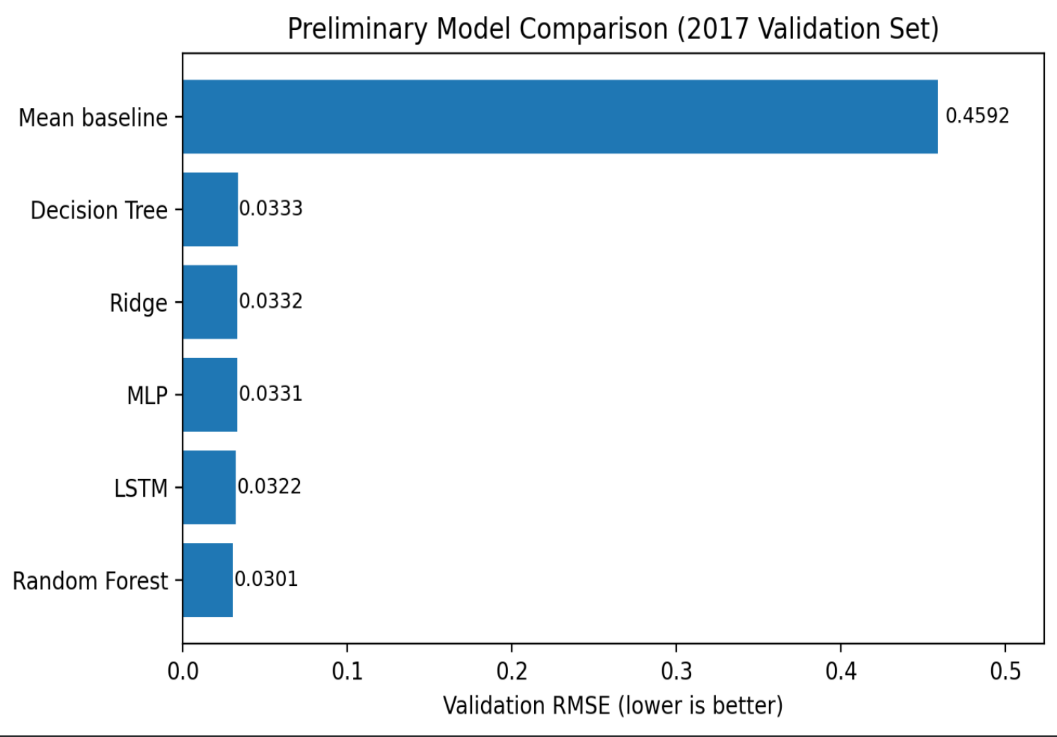 Preliminary Model Comparison (2017 Validation Set)
Mean baseline 0.4592
Decision Tree 0.0333
Ridge 0.0332
MLP 0.0331
LSTM 0.0322
Random Forest 0.0301
0.0 0.1 0.2 0.3 0.4 0.5
Validation RMSE (lower is better)